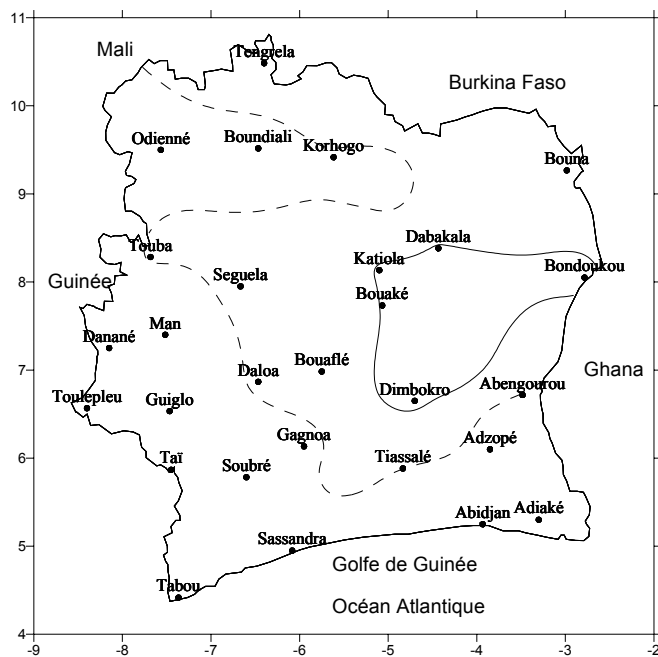 11
Mali
Tengrela
Burkina Faso
10
Odienné
Boundiali
Korhogo
Bouna
9
Touba
Dabakala
Katiola
Bondoukou
8
Guinée
Seguela
Bouaké
Man
Danané
7
Daloa
Bouaflé
Ghana
Toulepleu
Guiglo
Dimbokro
Abengourou
Gagnoa
Adzopé
6
Taï
Soubré
Tiassalé
Abidjan
Adiaké
5
Sassandra
Golfe de Guinée
Tabou
Océan Atlantique
4
-9 -8 -7 -6 -5 -4 -3 -2